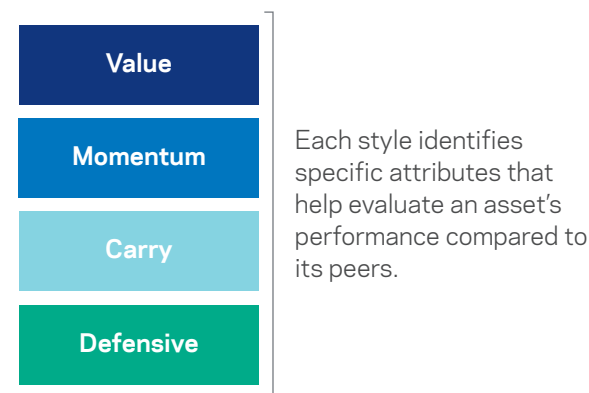 Value
Momentum
Carry
Defensive
Each style identifies
specific attributes that
help evaluate an asset's
performance compared to
its peers.